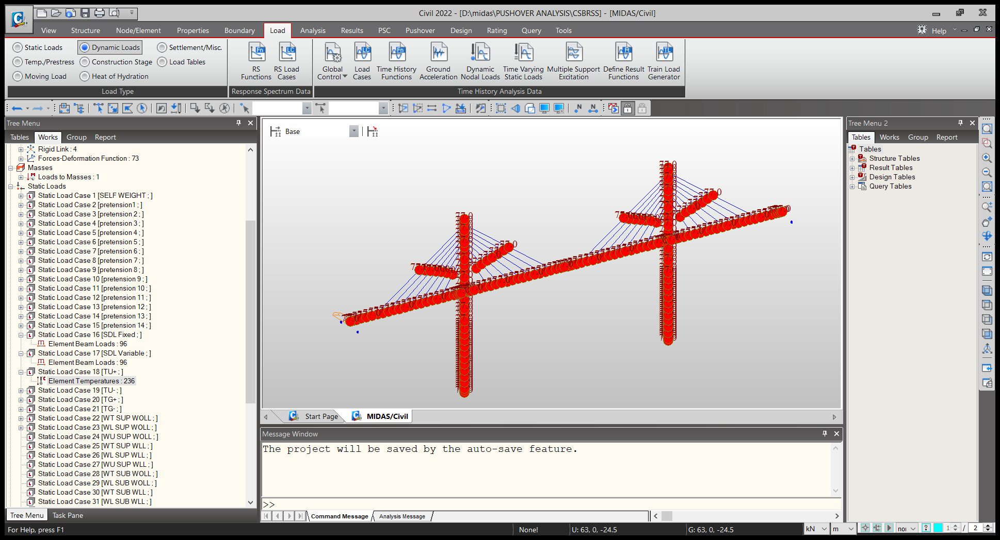 Civil 2022 - [D:\midas\PUSHOVER ANALYSIS\CSBRSS] - [MIDAS/Civil]
View Structure Node/Element Properties Boundary Load Analysis Results PSC Pushover Design Rating Query Tools Help
Static Loads Dynamic Loads Settlement/Misc.
Temp./Prestress Construction Stage Load Tables
Moving Load Heat of Hydration
Load Type
RS Functions
RS Load Cases
Response Spectrum Data
Global Control
Load Cases
Time History Functions
Ground Acceleration
Dynamic Nodal Loads
Time Varying Static Loads
Multiple Support Excitation
Define Result Functions
Train Load Generator
Time History Analysis Data
Tree Menu
Tables Works Group Report
Rigid Link : 4
Forces-Deformation Function : 73
Masses
Loads to Masses : 1
Static Loads
Static Load Case 1 [SELF WEIGHT ; ]
Static Load Case 2 [pretension1 ; ]
Static Load Case 3 [pretension 2 ; ]
Static Load Case 4 [pretension 3 ; ]
Static Load Case 5 [pretension 4 ; ]
Static Load Case 6 [pretension 5 ; ]
Static Load Case 7 [pretension 6 ; ]
Static Load Case 8 [pretension 7 ; ]
Static Load Case 9 [pretension 8 ; ]
Static Load Case 10 [pretension 9 ; ]
Static Load Case 11 [pretension 10 ; ]
Static Load Case 12 [pretension 11 ; ]
Static Load Case 13 [pretension 12 ; ]
Static Load Case 14 [pretension 13 ; ]
Static Load Case 15 [pretension 14 ; ]
Static Load Case 16 [SDL Fixed ; ]
Element Beam Loads : 96
Static Load Case 17 [SDL Variable ; ]
Element Beam Loads : 96
Static Load Case 18 [TU+ ; ]
Element Temperatures : 236
Static Load Case 19 [TU- ; ]
Static Load Case 20 [TG+ ; ]
Static Load Case 21 [TG- ; ]
Static Load Case 22 [WT SUP WOLL ; ]
Static Load Case 23 [WL SUP WOLL ; ]
Static Load Case 24 [WU SUP WOLL ; ]
Static Load Case 25 [WT SUP WLL ; ]
Static Load Case 26 [WL SUP WLL ; ]
Static Load Case 27 [WU SUP WLL ; ]
Static Load Case 28 [WT SUB WOLL ; ]
Static Load Case 29 [WL SUB WOLL ; ]
Static Load Case 30 [WT SUB WLL ; ]
Static Load Case 31 [WL SUB WLL ; ]
Tree Menu Task Pane
Base
77.0
77.0
77.0
77.0
Start Page MIDAS/Civil
Message Window
The project will be saved by the auto-save feature.
>>
Command Message Analysis Message
Tree Menu 2
Tables Works Group Report
Tables
Structure Tables
Result Tables
Design Tables
Query Tables
For Help, press F1
None!
U: 63, 0, -24.5
G: 63, 0, -24.5
kN m 1 / 2